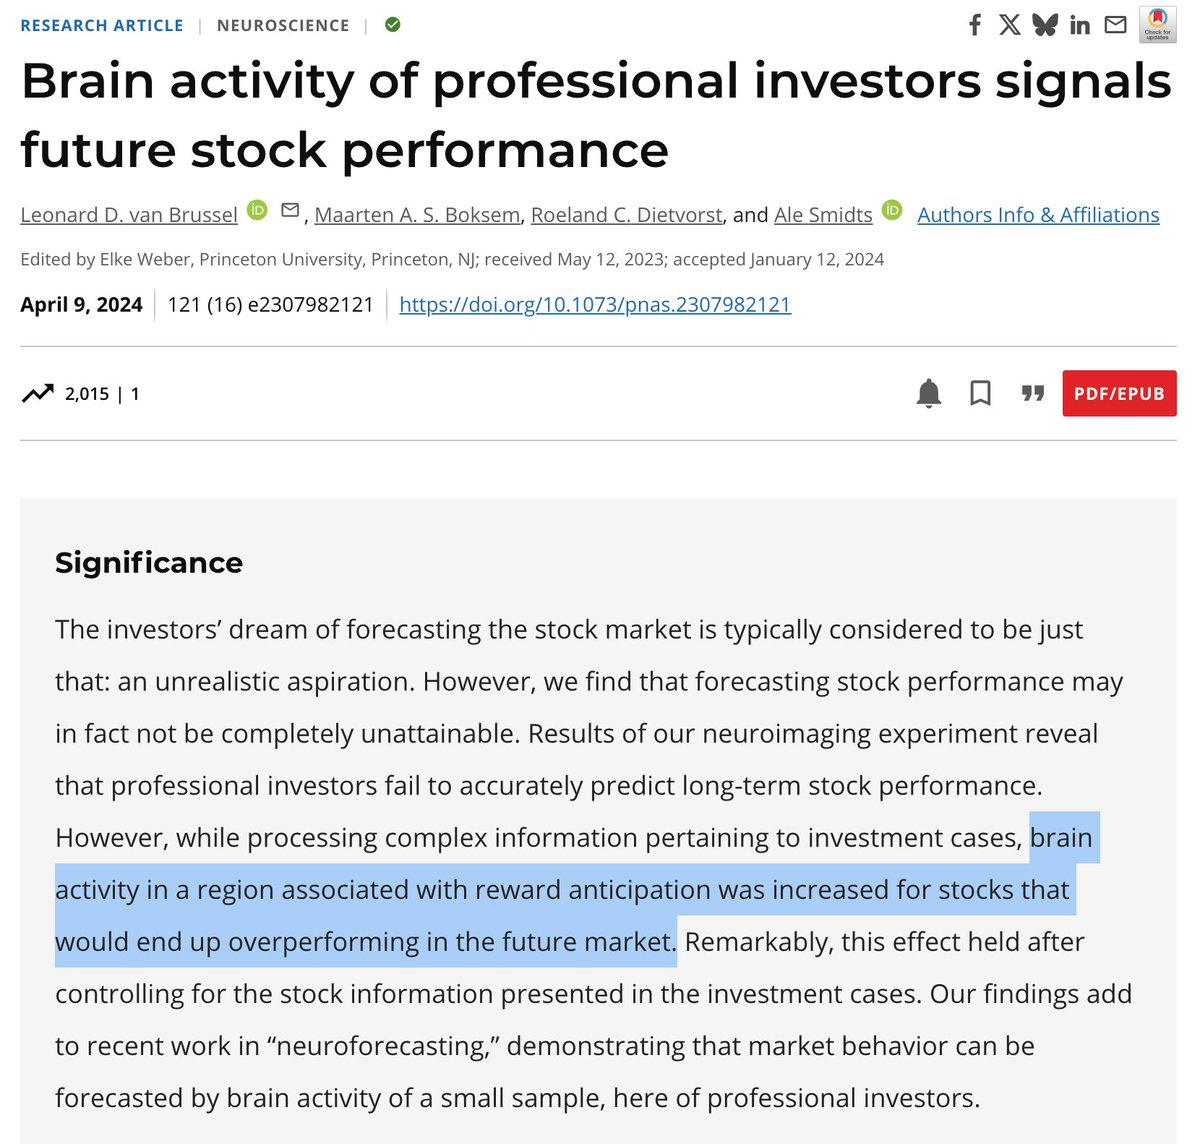 RESEARCH ARTICLE | NEUROSCIENCE |
Check for updates
Brain activity of professional investors signals
future stock performance
Leonard D. van Brussel iD , Maarten A. S. Boksem, Roeland C. Dietvorst, and Ale Smidts iD Authors Info & Affiliations
Edited by Elke Weber, Princeton University, Princeton, NJ; received May 12, 2023; accepted January 12, 2024
April 9, 2024 | 121 (16) e2307982121 | https://doi.org/10.1073/pnas.2307982121
2,015 | 1
PDF/EPUB
Significance
The investors’ dream of forecasting the stock market is typically considered to be just
that: an unrealistic aspiration. However, we find that forecasting stock performance may
in fact not be completely unattainable. Results of our neuroimaging experiment reveal
that professional investors fail to accurately predict long-term stock performance.
However, while processing complex information pertaining to investment cases, brain
activity in a region associated with reward anticipation was increased for stocks that
would end up overperforming in the future market. Remarkably, this effect held after
controlling for the stock information presented in the investment cases. Our findings add
to recent work in “neuroforecasting,” demonstrating that market behavior can be
forecasted by brain activity of a small sample, here of professional investors.